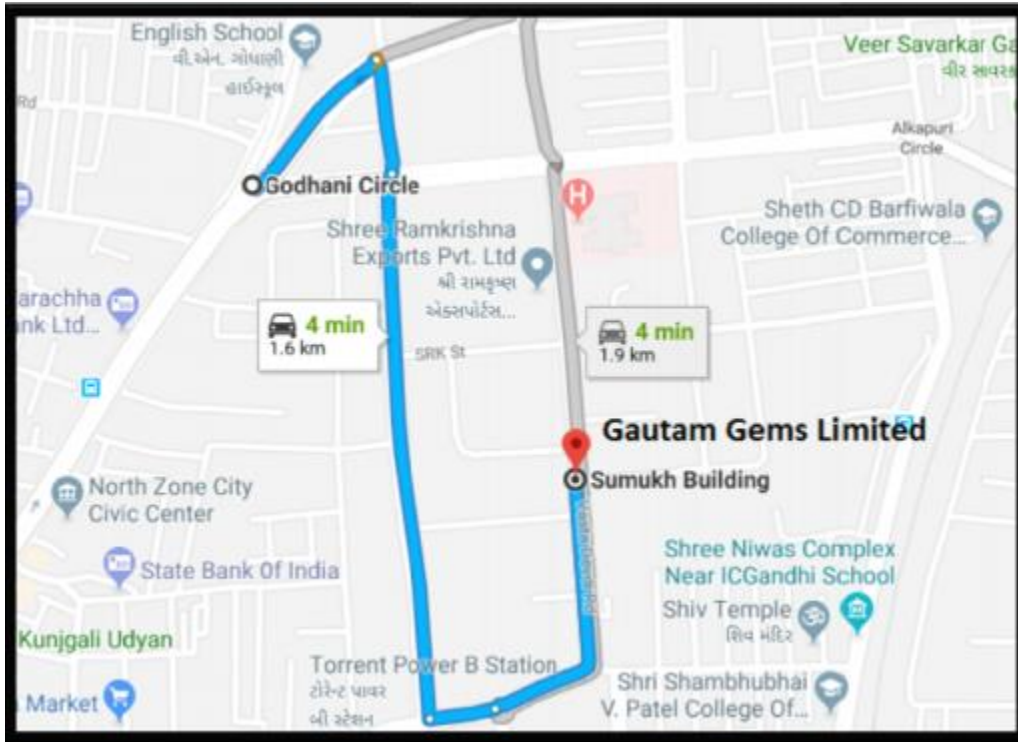 English School
વી.એન. ગોધાણી
હાઈસ્કૂલ
Veer Savarkar Ga
વીર સાવરક
Rd
Alkapuri
Circle
Godhani Circle
H
Sheth CD Barfiwala
College Of Commerce...
Shree Ramkrishna
Exports Pvt. Ltd
શ્રી રામકૃષ્ણ
એક્સપોર્ટસ...
arachha
ank Ltd...
4 min
1.6 km
4 min
1.9 km
SRK St
Gautam Gems Limited
Sumukh Building
North Zone City
Civic Center
State Bank Of India
Shree Niwas Complex
Near ICGandhi School
Shiv Temple
શિવ મંદિર
Kunjgali Udyan
Torrent Power B Station
ટોરેન્ટ પાવર
બી સ્ટેશન
Shri Shambhubhai
V. Patel College Of...
Market